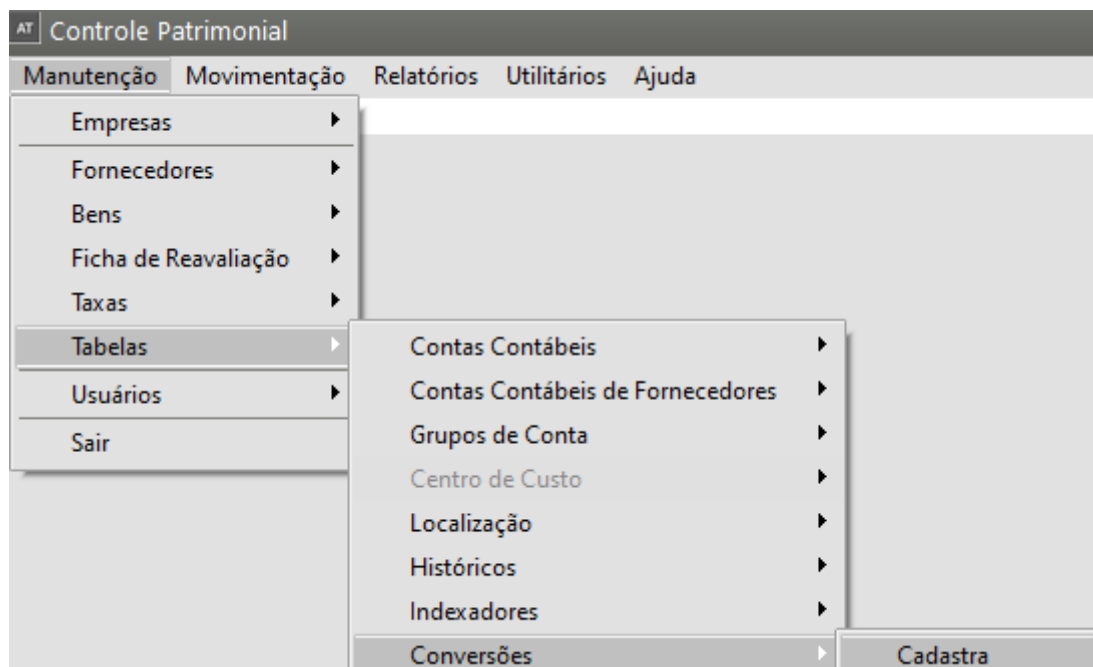 AT Controle Patrimonial
Manutenção Movimentação Relatórios Utilitários Ajuda
Empresas
Fornecedores
Bens
Ficha de Reavaliação
Taxas
Tabelas
Usuários
Sair
Contas Contábeis
Contas Contábeis de Fornecedores
Grupos de Conta
Centro de Custo
Localização
Históricos
Indexadores
Conversões
Cadastra